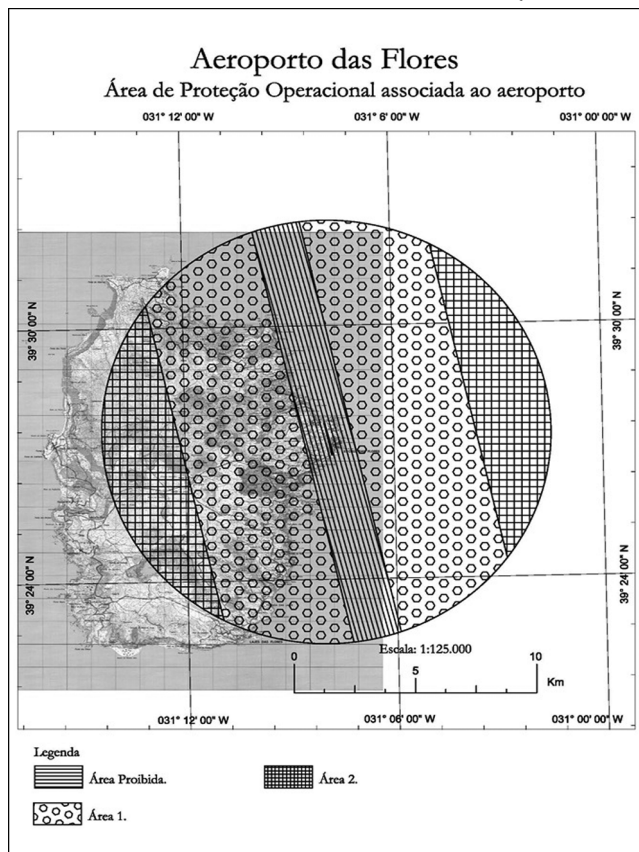 Aeroporto das Flores
Área de Proteção Operacional associada ao aeroporto
031° 12' 00" W
031° 6' 00" W
031° 00' 00" W
39° 30' 00" N
39° 30' 00" N
39° 24' 00" N
39° 24' 00" N
Escala: 1:125.000
0
5
10
Km
031° 12' 00" W
031° 06' 00" W
031° 00' 00" W
Legenda
Área Proibida.
Área 2.
Área 1.